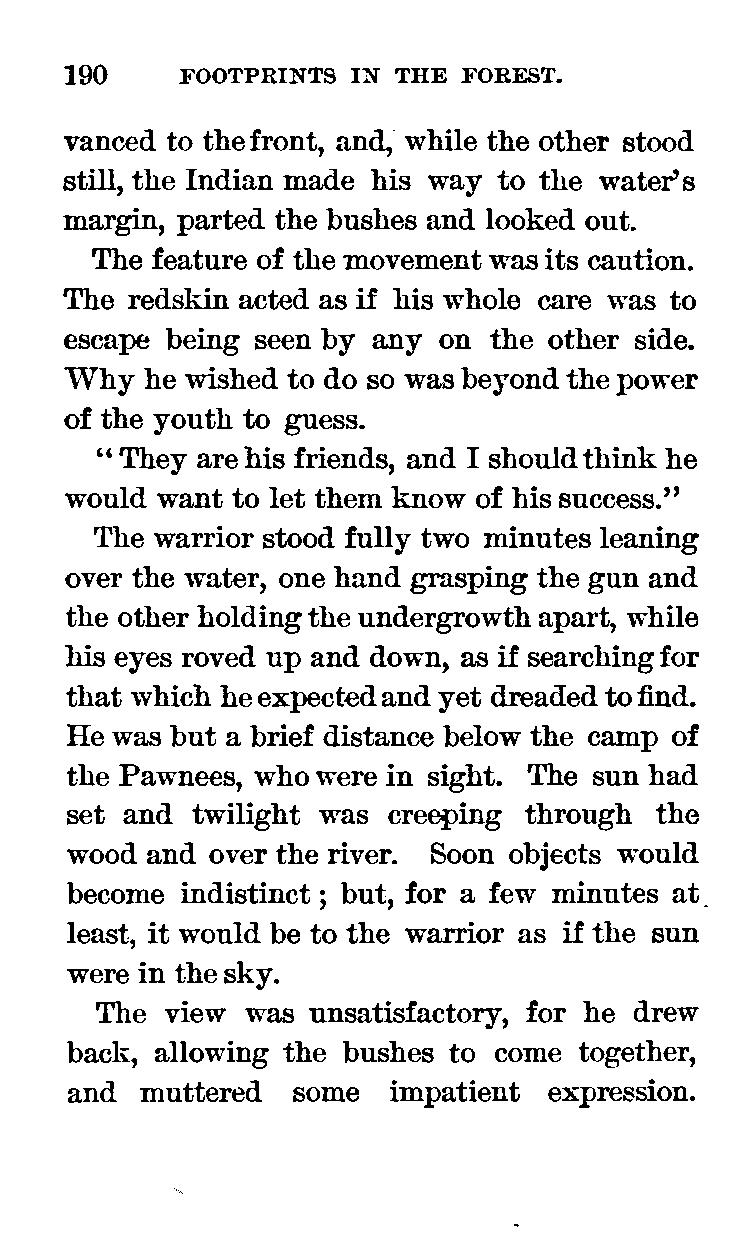 190 FOOTPRINTS IN THE FOREST.
vanced to the front, and, while the other stood
still, the Indian made his way to the water's
margin, parted the bushes and looked out.
The feature of the movement was its caution.
The redskin acted as if his whole care was to
escape being seen by any on the other side.
Why he wished to do so was beyond the power
of the youth to guess.
"They are his friends, and I should think he
would want to let them know of his success."
The warrior stood fully two minutes leaning
over the water, one hand grasping the gun and
the other holding the undergrowth apart, while
his eyes roved up and down, as if searching for
that which he expected and yet dreaded to find.
He was but a brief distance below the camp of
the Pawnees, who were in sight. The sun had
set and twilight was creeping through the
wood and over the river. Soon objects would
become indistinct; but, for a few minutes at
least, it would be to the warrior as if the sun
were in the sky.
The view was unsatisfactory, for he drew
back, allowing the bushes to come together,
and muttered some impatient expression.